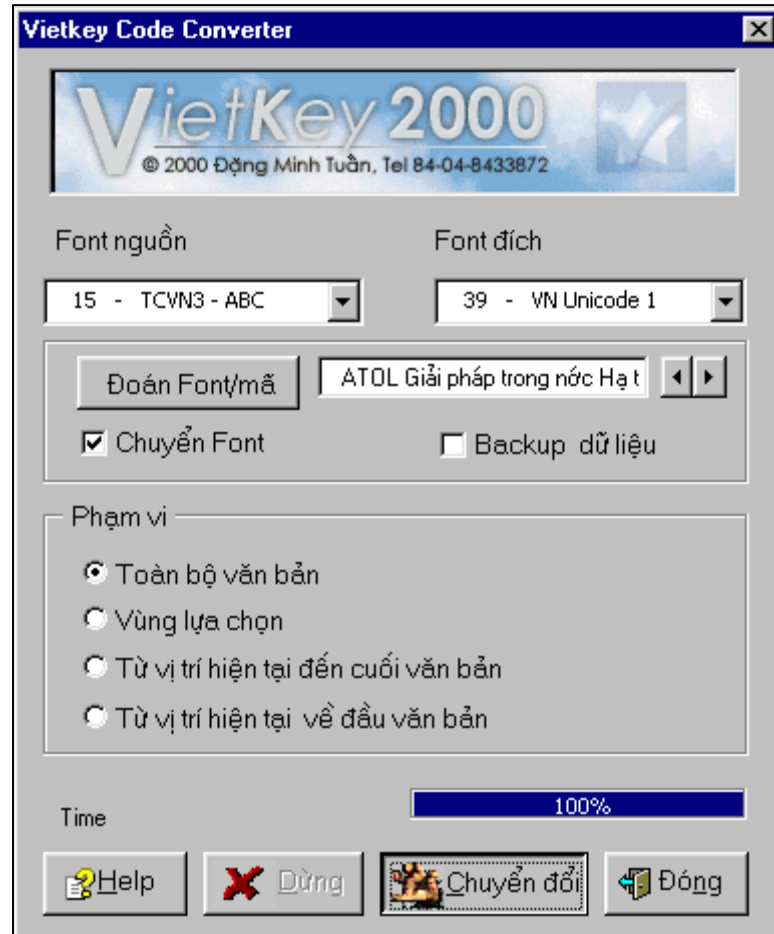 Vietkey Code Converter
VietKey 2000
© 2000 Đặng Minh Tuấn, Tel 84-04-8433872
Font nguồn Font đích
15 - TCVN3 - ABC 39 - VN Unicode 1
Đoán Font/mã ATOL Giải pháp trong nớc Hạ t
Chuyển Font Backup dữ liệu
Phạm vi
Toàn bộ văn bản
Vùng lựa chọn
Từ vị trí hiện tại đến cuối văn bản
Từ vị trí hiện tại về đầu văn bản
100%
Time
Help Dừng Chuyển đổi Đóng